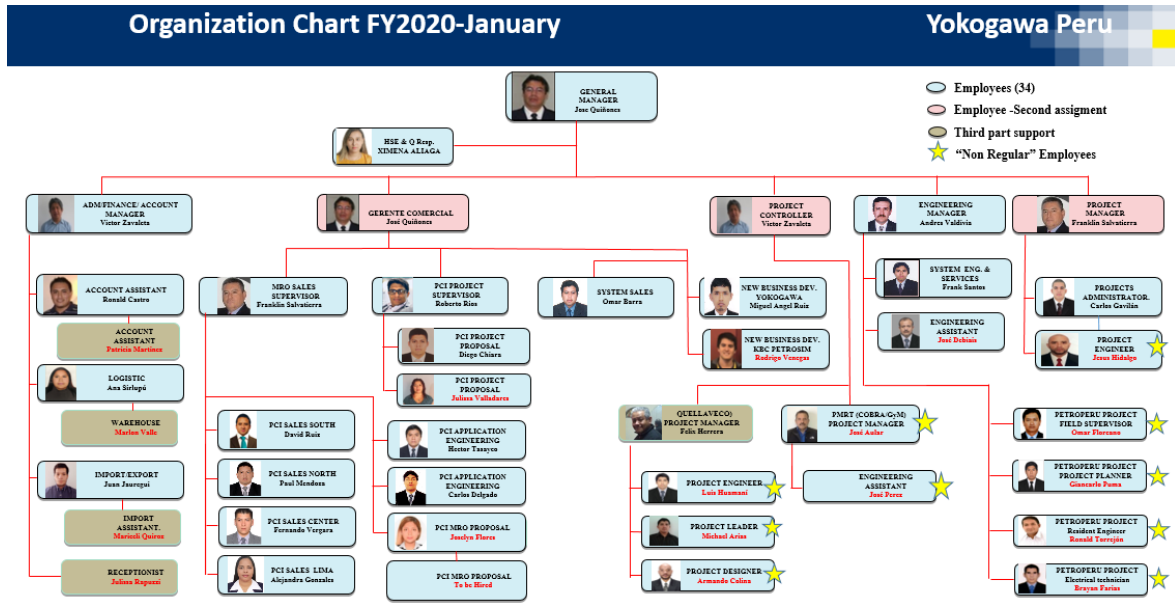 Organization Chart FY2020-January
Yokogawa Peru
GENERAL
MANAGER
Jose Quiñones
Employees (34)
Employee -Second assigment
Third part support
"Non Regular" Employees
HSE & Q Resp.
XIMENA ALIAGA
ADM/FINANCE/ ACCOUNT
MANAGER
Victor Zavaleta
GERENTE COMERCIAL
José Quiñones
PROJECT
CONTROLLER
Victor Zavaleta
ENGINEERING
MANAGER
Andres Valdivia
PROJECT
MANAGER
Franklin Salvatierra
ACCOUNT ASSISTANT
Ronald Castro
MRO SALES
SUPERVISOR
Franklin Salvatierra
PCI PROJECT
SUPERVISOR
Roberto Rios
SYSTEM SALES
Omar Barra
NEW BUSINESS DEV.
YOKOGAWA
Miguel Angel Ruiz
SYSTEM ENG. &
SERVICES
Frank Santos
PROJECTS
ADMINISTRATOR.
Carlos Gavilán
ACCOUNT
ASSISTANT
Patricia Martinez
PCI PROJECT
PROPOSAL
Diego Chiara
NEW BUSINESS DEV.
KBC PETROSIM
Rodrigo Venegas
ENGINEERING
ASSISTANT
José Debiais
PROJECT
ENGINEER
Jesus Hidalgo
LOGISTIC
Ana Sirlupú
PCI PROJECT
PROPOSAL
Julissa Valladares
WAREHOUSE
Marlon Valle
PCI SALES SOUTH
David Ruiz
PCI APPLICATION
ENGINEERING
Hector Tasayco
QUELLAVECO)
PROJECT MANAGER
Felix Herrera
PMRT (COBRA/GyM)
PROJECT MANAGER
José Aular
PETROPERU PROJECT
FIELD SUPERVISOR
Omar Floreano
IMPORT/EXPORT
Juan Jauregui
PCI SALES NORTH
Paul Mendoza
PCI APPLICATION
ENGINEERING
Carlos Delgado
PROJECT ENGINEER
Luis Huamaní
ENGINEERING
ASSISTANT
José Perez
PETROPERU PROJECT
PROJECT PLANNER
Giancarlo Puma
IMPORT
ASSISTANT.
Mariceli Quiroz
PCI SALES CENTER
Fernando Vergara
PCI MRO PROPOSAL
Joselyn Flores
PROJECT LEADER
Michael Arias
PETROPERU PROJECT
Resident Engineer
Ronald Torrejón
RECEPTIONIST
Julissa Rapuzzi
PCI SALES LIMA
Alejandra Gonzales
PCI MRO PROPOSAL
To be Hired
PROJECT DESIGNER
Armando Colina
PETROPERU PROJECT
Electrical technician
Brayan Farias